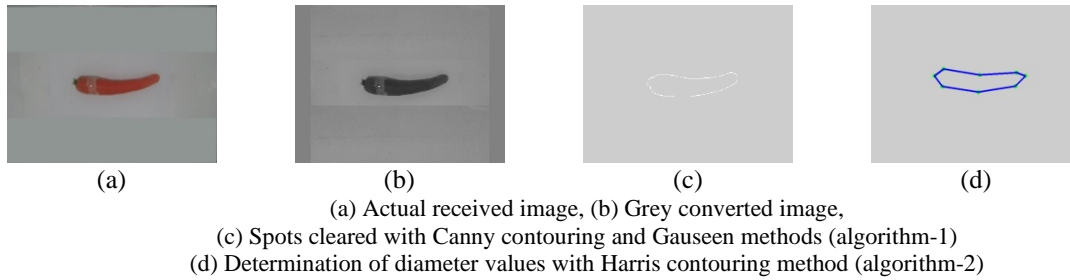 (a) (b) (c) (d)
(a) Actual received image, (b) Grey converted image,
(c) Spots cleared with Canny contouring and Gauseen methods (algorithm-1)
(d) Determination of diameter values with Harris contouring method (algorithm-2)